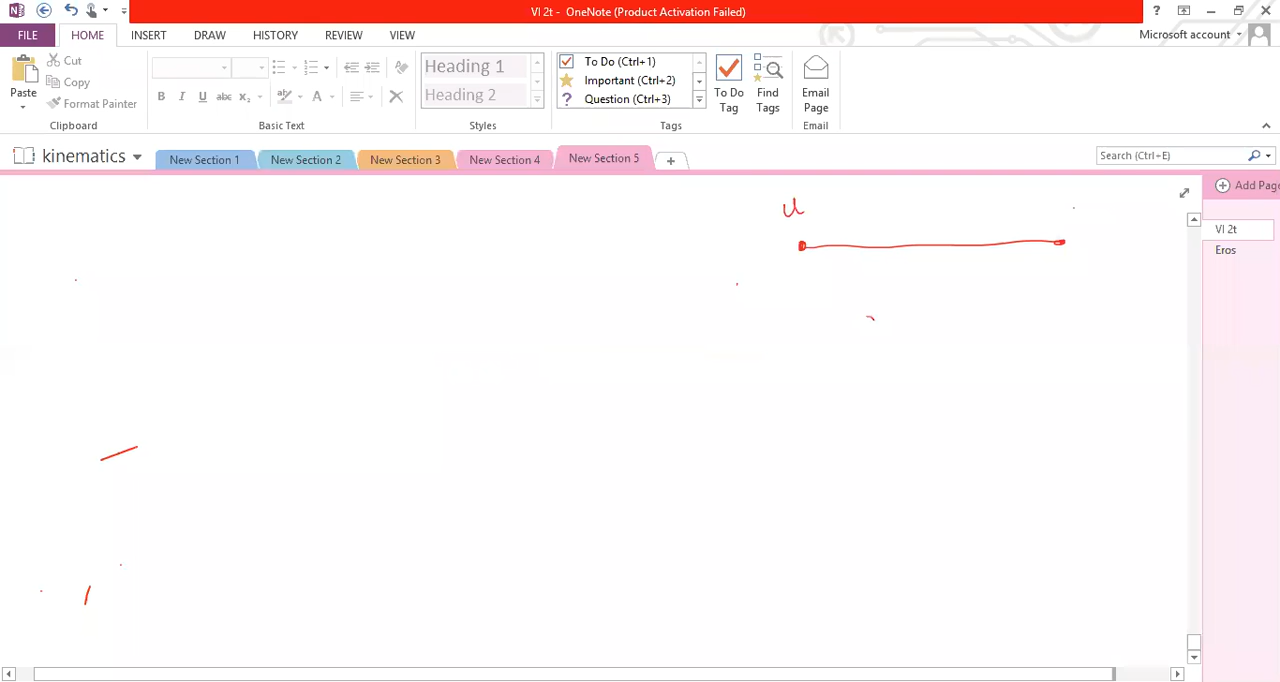 VI 2t - OneNote (Product Activation Failed)
FILE HOME INSERT DRAW HISTORY REVIEW VIEW
Microsoft account
Paste
Cut
Copy
Format Painter
Clipboard
B I U abc X₂ ab A
Basic Text
Heading 1
Heading 2
Styles
To Do (Ctrl+1)
Important (Ctrl+2)
Question (Ctrl+3)
To Do Tag
Find Tags
Tags
Email Page
Email
kinematics
New Section 1 New Section 2 New Section 3 New Section 4 New Section 5
Search (Ctrl+E)
Add Page
VI 2t
Eros
u